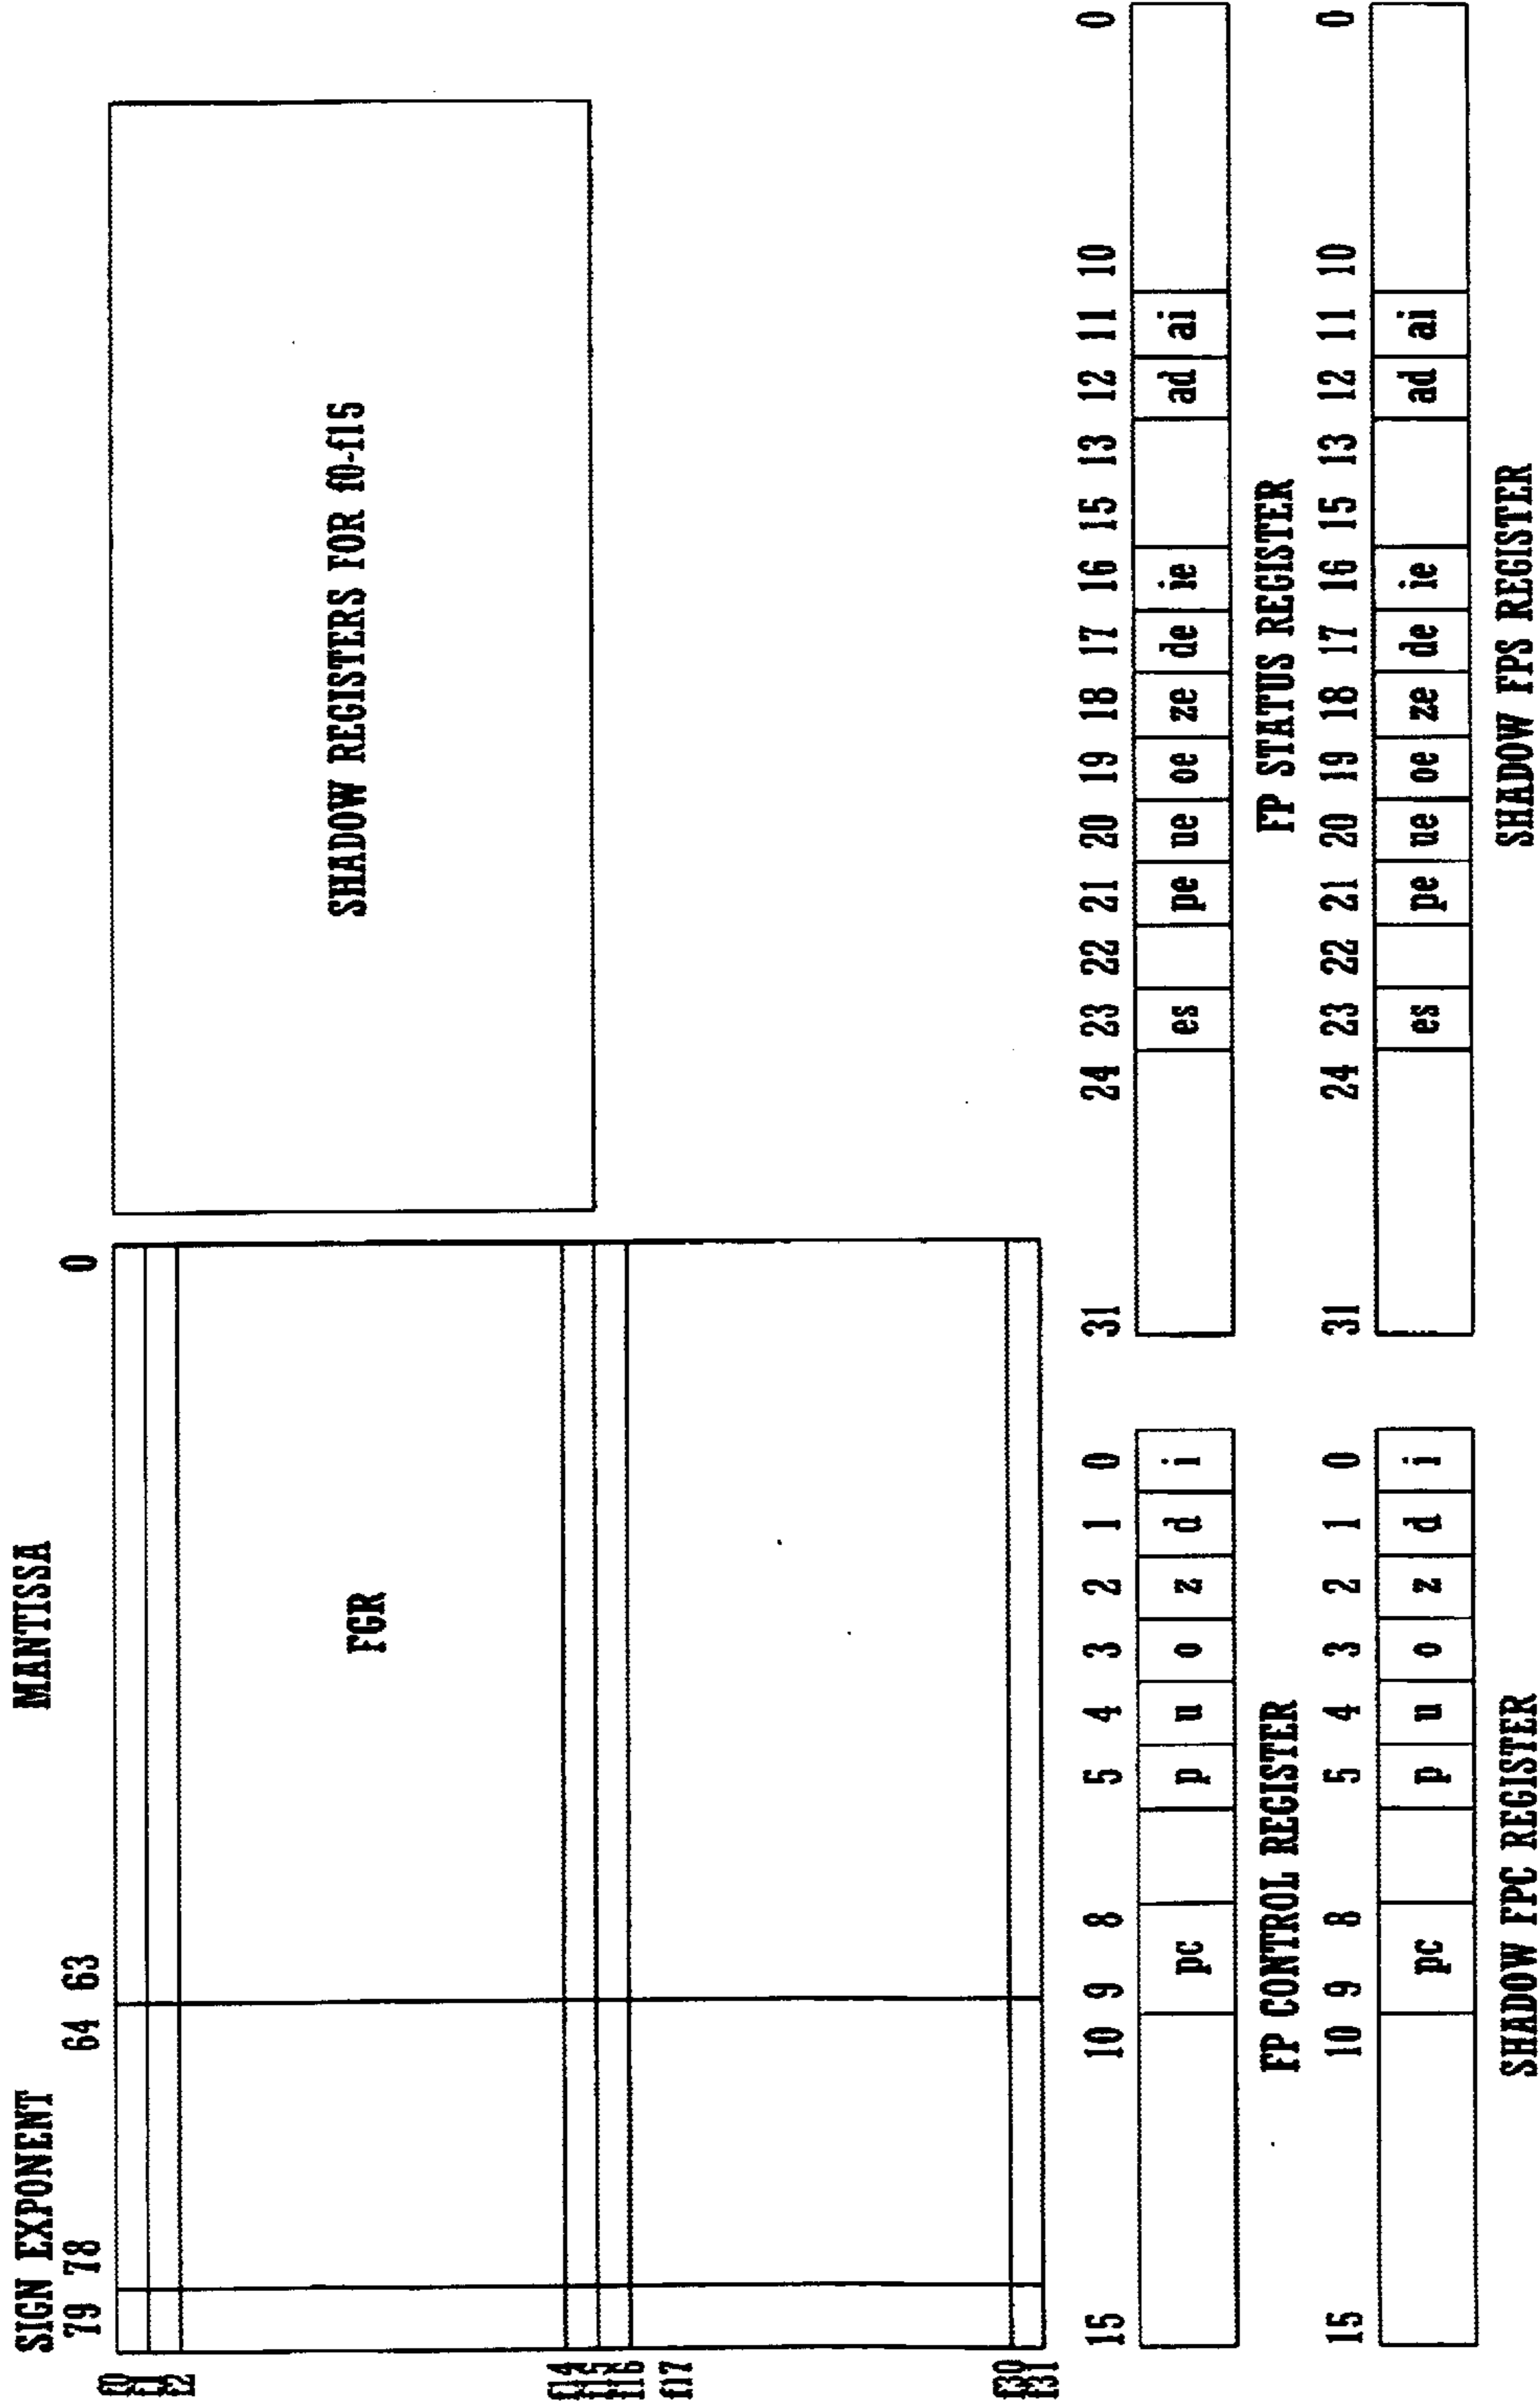 SIGN EXPONENT MANTISSA
79 78 64 63 0
f0
f1
f2
f14
f15
f16
f17
f30
f31
FGR
SHADOW REGISTERS FOR f0-f15
15 10 9 8 5 4 3 2 1 0
pc p u o z d i
FP CONTROL REGISTER
31 24 23 22 21 20 19 18 17 16 15 13 12 11 10 0
es pe ue oe ze de ie ad ai
FP STATUS REGISTER
15 10 9 8 5 4 3 2 1 0
pc p u o z d i
SHADOW FPC REGISTER
31 24 23 22 21 20 19 18 17 16 15 13 12 11 10 0
es pe ue oe ze de ie ad ai
SHADOW FPS REGISTER